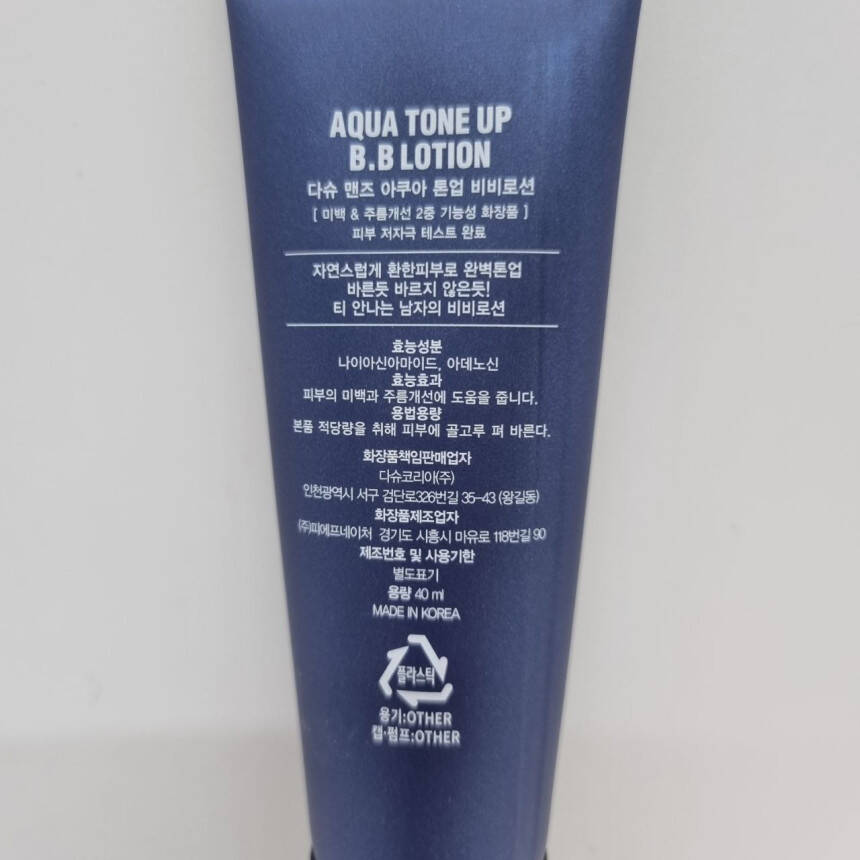 AQUA TONE UP
B.B LOTION
다슈 맨즈 아쿠아 톤업 비비로션
[ 미백 & 주름개선 2중 기능성 화장품 ]
피부 저자극 테스트 완료
자연스럽게 환한피부로 완벽톤업
바른듯 바르지 않은듯!
티 안나는 남자의 비비로션
효능성분
나이아신아마이드, 아데노신
효능효과
피부의 미백과 주름개선에 도움을 줍니다.
용법용량
본품 적당량을 취해 피부에 골고루 펴 바른다.
화장품책임판매업자
다슈코리아(주)
인천광역시 서구 검단로326번길 35-43 (왕길동)
화장품제조업자
(주)피에프네이처 경기도 시흥시 마유로 118번길 90
제조번호 및 사용기한
별도표기
용량 40 ml
MADE IN KOREA
플라스틱
용기:OTHER
캡·펌프:OTHER